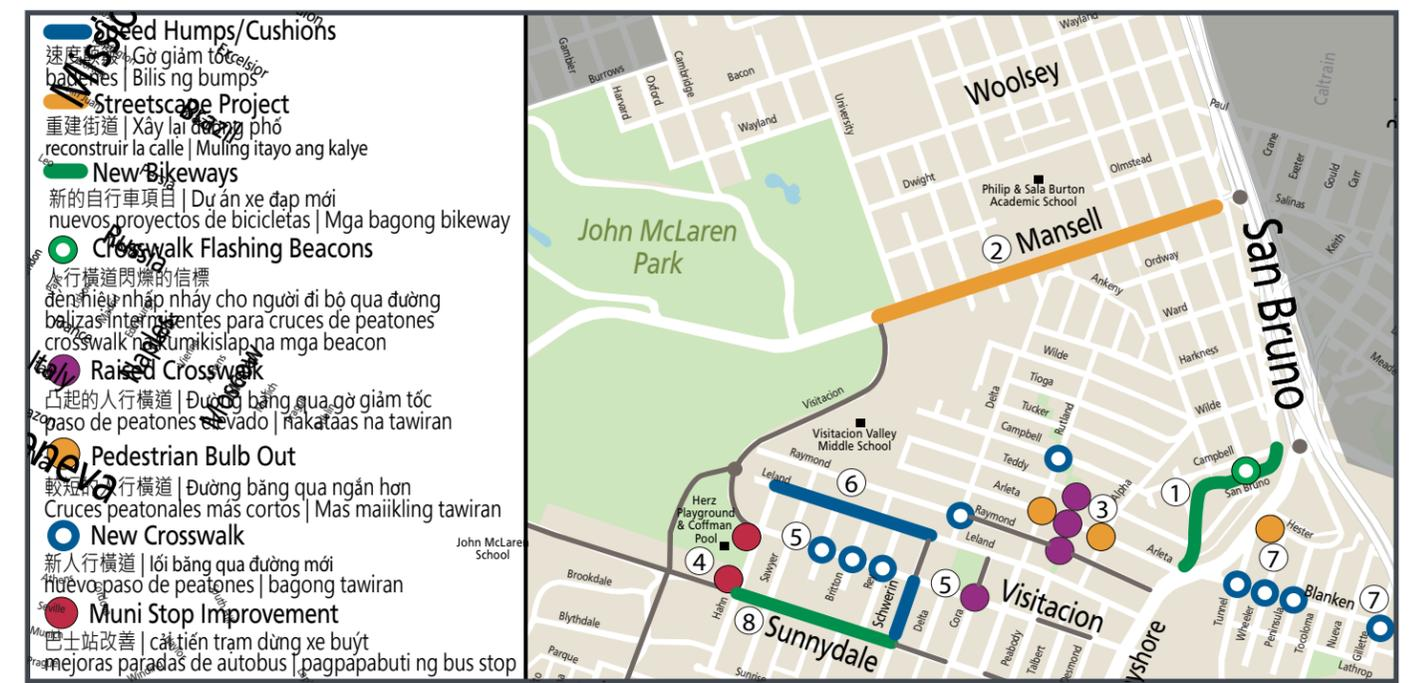 Speed Humps/Cushions
Gờ giảm tốc
badenes | Bilis ng bumps
Streetscape Project
重建街道 | Xây lại đường phố
reconstruir la calle | Muling itayo ang kalye
New Bikeways
新的自行車項目 | Dự án xe đạp mới
nuevos proyectos de bicicletas | Mga bagong bikeway
Crosswalk Flashing Beacons
人行橫道閃爍的信標
đèn hiệu nhấp nháy cho người đi bộ qua đường
balizas intermitentes para cruces de peatones
crosswalk na kumikislap na mga beacon
Raised Crosswalk
凸起的人行橫道 | Đường băng qua gờ giảm tốc
paso de peatones elevado | nakataas na tawiran
Pedestrian Bulb Out
較短的人行橫道 | Đường băng qua ngắn hơn
Cruces peatonales más cortos | Mas maiikling tawiran
New Crosswalk
新人行橫道 | lối băng qua đường mới
nuevo paso de peatones | bagong tawiran
Muni Stop Improvement
巴士站改善 | cải tiến trạm dừng xe buýt
mejoras paradas de autobus | pagpapabuti ng bus stop
Excelsior
Russia
Italy
Naples
Moscow
Athens
Seville
John McLaren
School
Gambier
Burrows
Harvard
Oxford
Cambridge
Bacon
Wayland
University
Wayland
Woolsey
Paul
Caltrain
Crane
Exeter
Gould
Carr
Salinas
Keith
Meade
Dwight
Olmstead
Philip & Sala Burton
Academic School
John McLaren
Park
2
Mansell
San Bruno
Ordway
Ankeny
Ward
Harkness
Wilde
Wilde
Tioga
Delta
Tucker
Rutland
Campbell
Teddy
Campbell
San Bruno
1
Visitacion
Visitacion Valley
Middle School
Raymond
Leland
6
Arleta
Alpha
3
Raymond
Leland
Arleta
Hester
7
Herz
Playground
& Coffman
Pool
4
5
Sawyer
Britton
Schwerin
Hahn
8
Sunnydale
Delta
5
Cora
Visitacion
Peabody
Talbert
Desmond
Tunnel
Wheeler
Peninsula
Tocoloma
Blanken
7
Nueva
Gillette
Lathrop
Brookdale
Blythdale
Parque
Sunrise